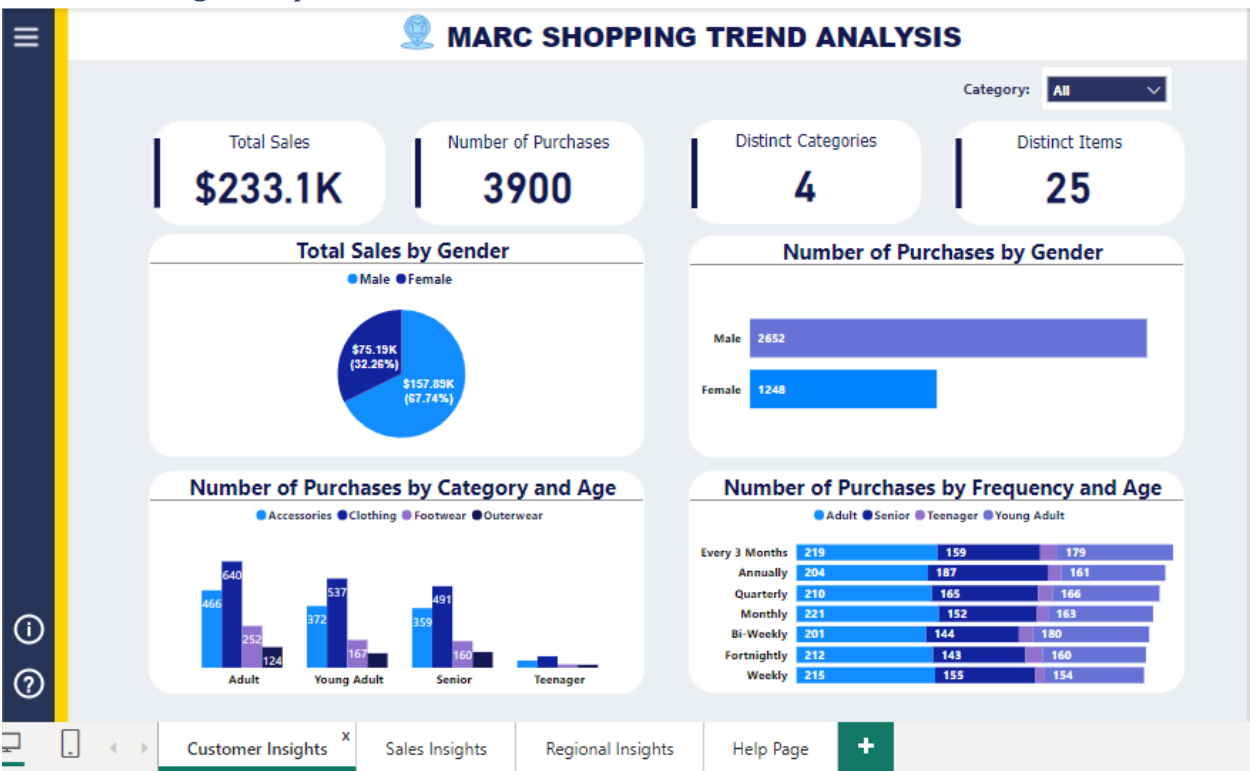 MARC SHOPPING TREND ANALYSIS
Category: All
Total Sales
$233.1K
Number of Purchases
3900
Distinct Categories
4
Distinct Items
25
Total Sales by Gender
Male Female
$75.19K
(32.26%)
$157.89K
(67.74%)
Number of Purchases by Gender
Male 2652
Female 1248
Number of Purchases by Category and Age
Accessories Clothing Footwear Outerwear
466 640 252 124
372 537 167
359 491 160
Adult Young Adult Senior Teenager
Number of Purchases by Frequency and Age
Adult Senior Teenager Young Adult
Every 3 Months 219 159 179
Annually 204 187 161
Quarterly 210 165 166
Monthly 221 152 163
Bi-Weekly 201 144 180
Fortnightly 212 143 160
Weekly 215 155 154
i
?
Customer Insights x Sales Insights Regional Insights Help Page +